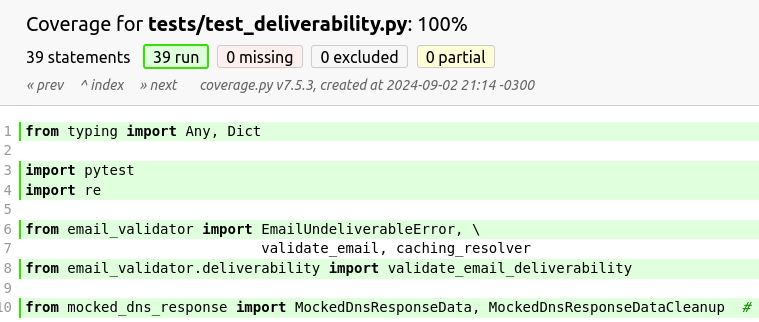 Coverage for tests/test_deliverability.py: 100%
39 statements 39 run 0 missing 0 excluded 0 partial
« prev ^ index » next coverage.py v7.5.3, created at 2024-09-02 21:14 -0300
1 from typing import Any, Dict
2
3 import pytest
4 import re
5
6 from email_validator import EmailUndeliverableError, \
7 validate_email, caching_resolver
8 from email_validator.deliverability import validate_email_deliverability
9
10 from mocked_dns_response import MockedDnsResponseData, MockedDnsResponseDataCleanup #